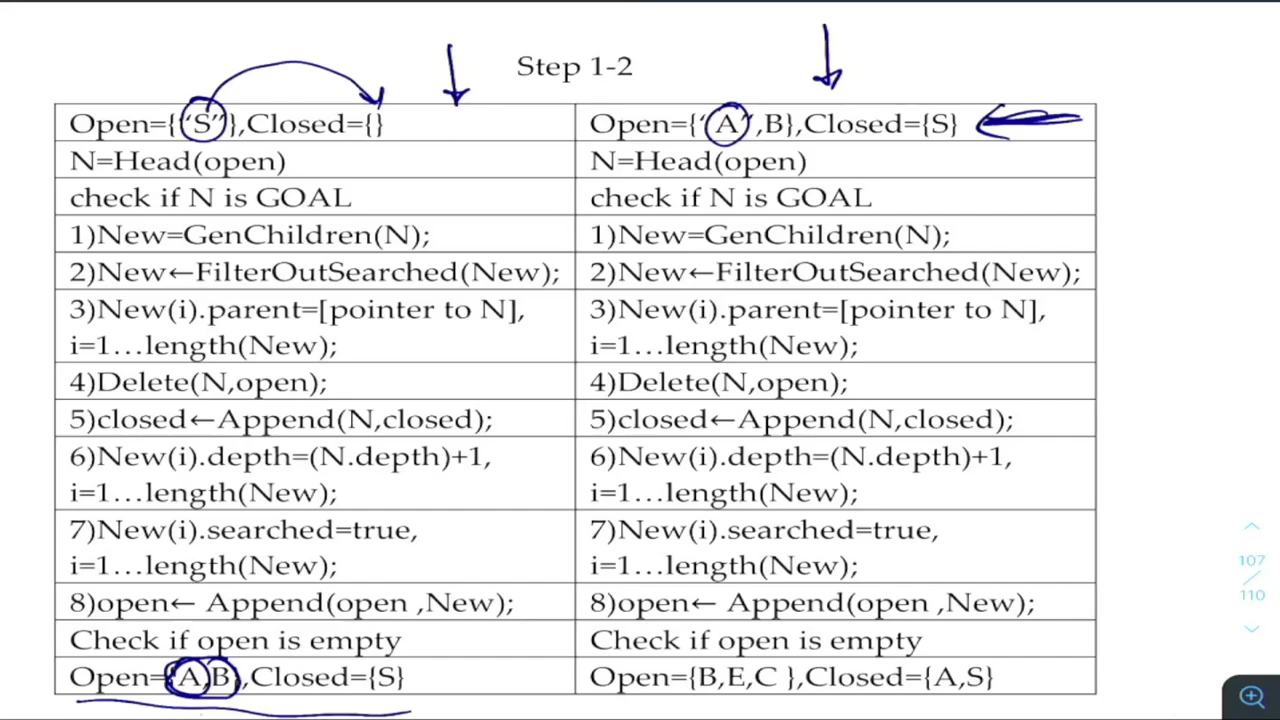 Step 1-2
Open={“S”},Closed={}
N=Head(open)
check if N is GOAL
1)New=GenChildren(N);
2)New←FilterOutSearched(New);
3)New(i).parent=[pointer to N],
i=1…length(New);
4)Delete(N,open);
5)closed←Append(N,closed);
6)New(i).depth=(N.depth)+1,
i=1…length(New);
7)New(i).searched=true,
i=1…length(New);
8)open← Append(open ,New);
Check if open is empty
Open={A,B},Closed={S}
Open={“A”,B},Closed={S}
N=Head(open)
check if N is GOAL
1)New=GenChildren(N);
2)New←FilterOutSearched(New);
3)New(i).parent=[pointer to N],
i=1…length(New);
4)Delete(N,open);
5)closed←Append(N,closed);
6)New(i).depth=(N.depth)+1,
i=1…length(New);
7)New(i).searched=true,
i=1…length(New);
8)open← Append(open ,New);
Check if open is empty
Open={B,E,C },Closed={A,S}
107
/
110